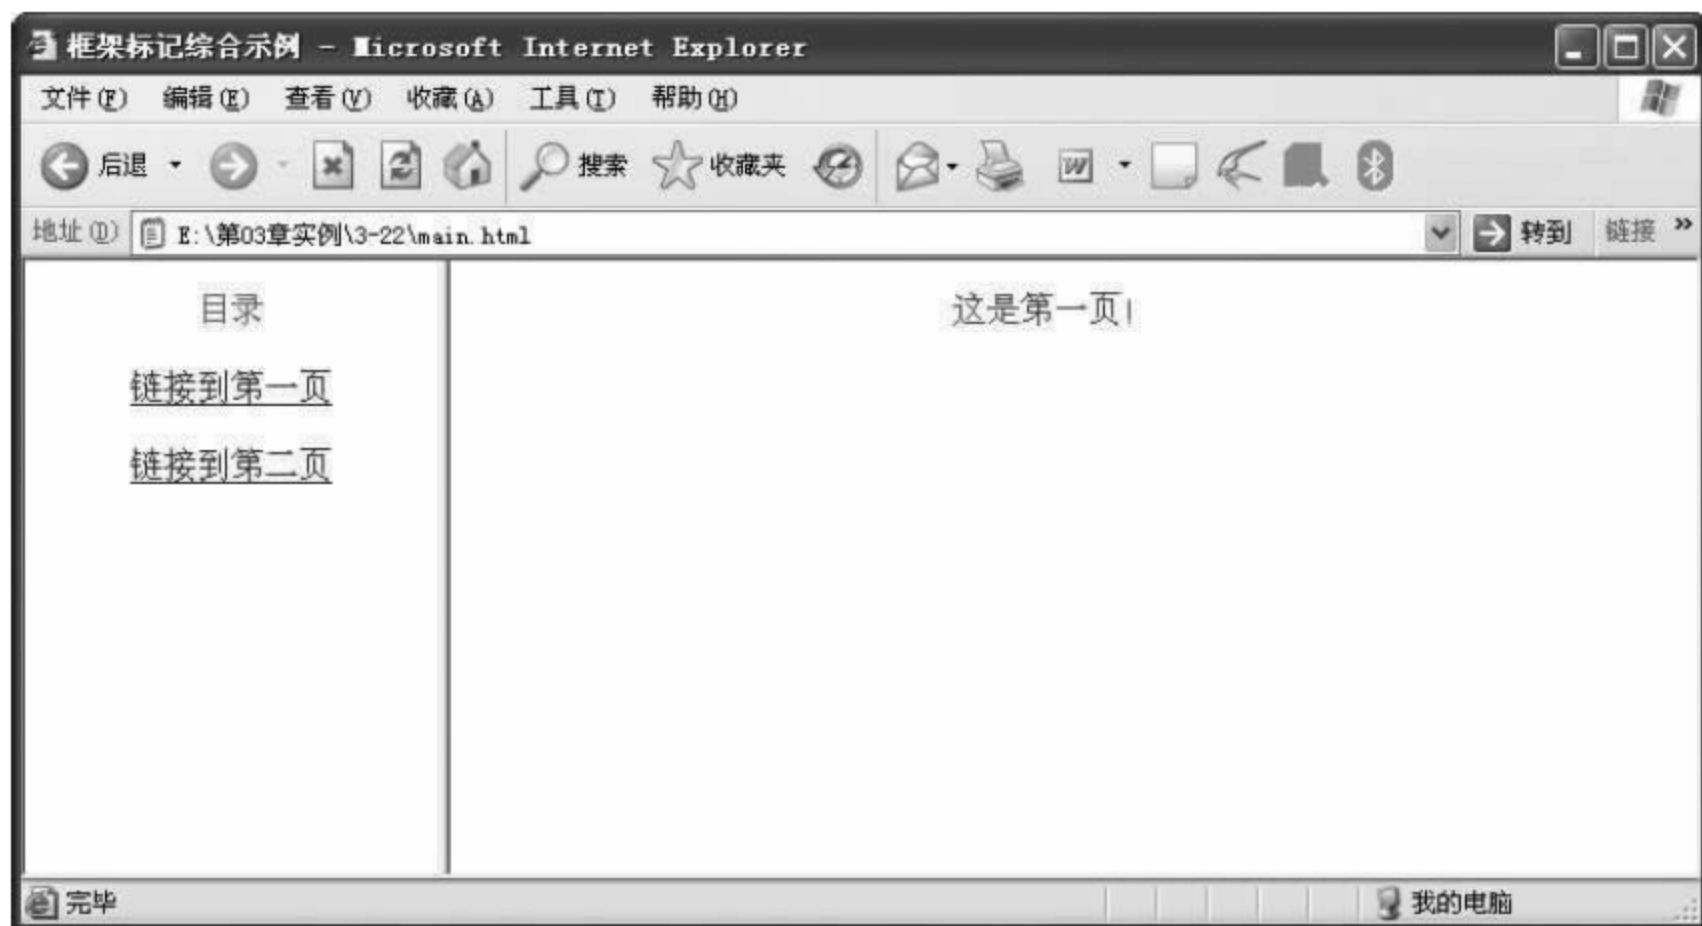 框架标记综合示例 - Microsoft Internet Explorer
文件(F) 编辑(E) 查看(V) 收藏(A) 工具(T) 帮助(H)
后退 搜索 收藏夹 W
地址(D) E:\第03章实例\3-22\main.html 转到 链接 »
目录
链接到第一页
链接到第二页
这是第一页!
完毕 我的电脑